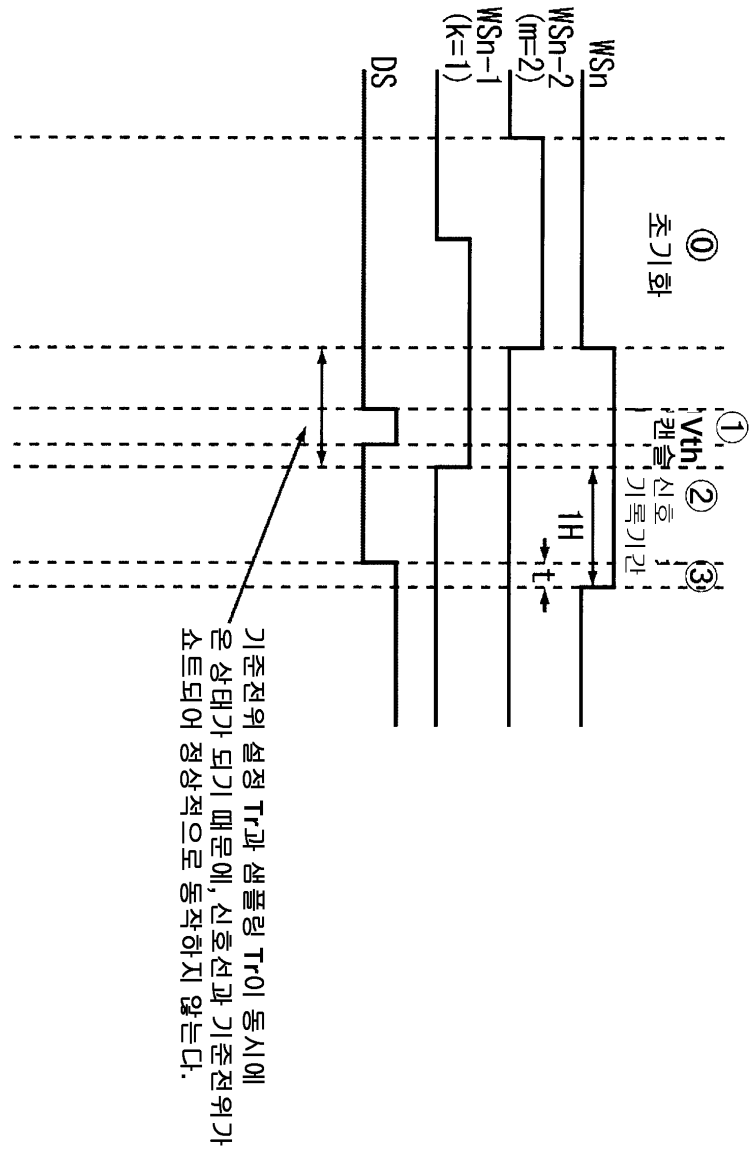 ⓪
초기화
①
Vth
캔슬
②
신호
기록기간
③
WSn
WSn-2
(m=2)
1H
t
WSn-1
(k=1)
DS
기준전위 설정 Tr과 샘플링 Tr이 동시에
온 상태가 되기 때문에, 신호선과 기준전위가
쇼트되어 정상적으로 동작하지 않는다.